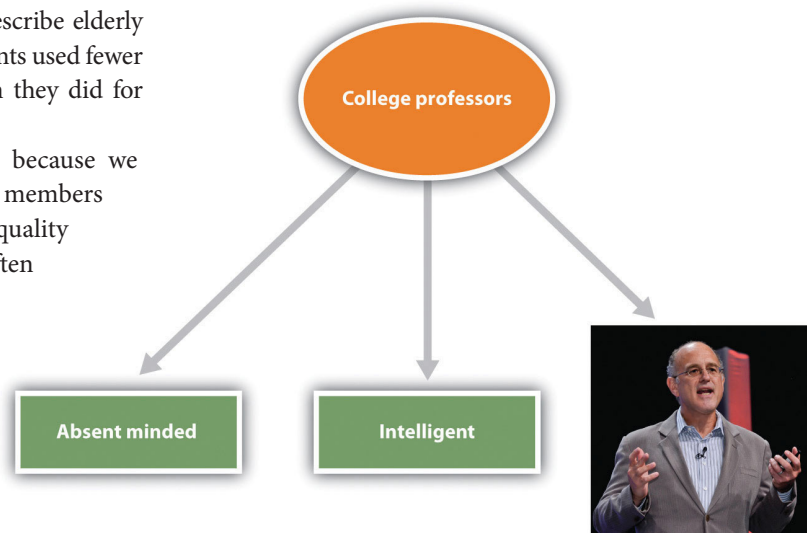 escribe elderly
nts used fewer
they did for
because we
members
quality
ften
College professors
Absent minded
Intelligent